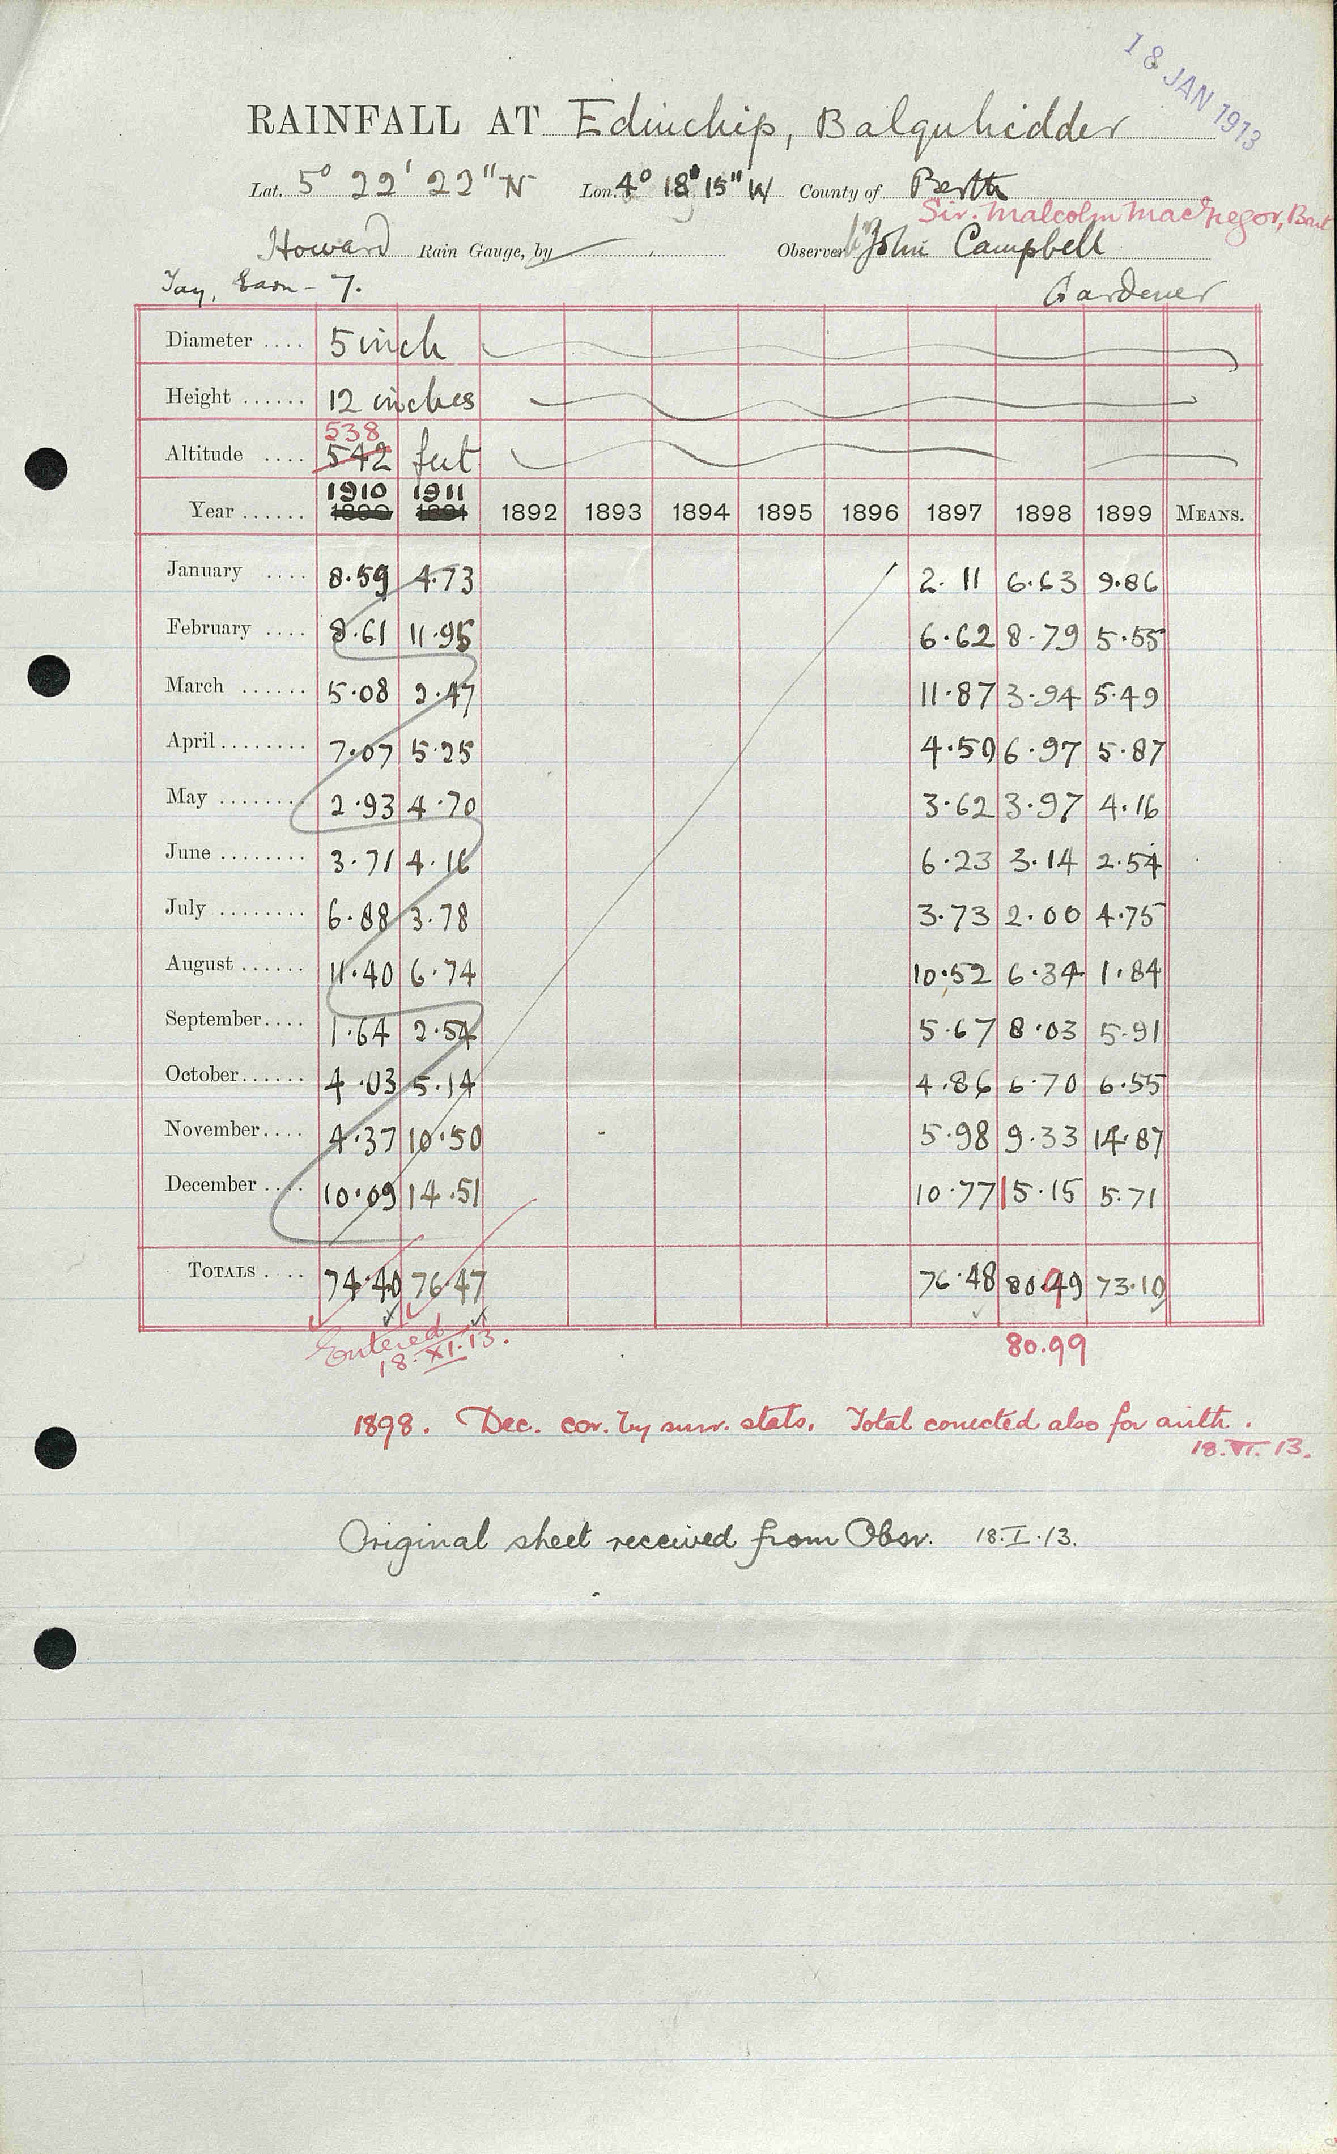 18 JAN 1913
RAINFALL AT Edinchip, Balquhidder
Lat. 5° 22' 22" N Lon. 4° 18' 15" W County of Perth
Sir. Malcolm MacGregor, Bart
Howard Rain Gauge, by Observer John Campbell
Tay, Earn - 7. Gardener
Diameter .... 5 inch
Height ...... 12 inches
538
Altitude .... 542 feet
1910 1911
Year ...... 1890 1891 1892 1893 1894 1895 1896 1897 1898 1899 MEANS.
January .... 8.59 4.73 2.11 6.63 9.86
February .... 8.61 11.95 6.62 8.79 5.55
March ...... 5.08 2.47 11.87 3.94 5.49
April ........ 7.07 5.25 4.50 6.97 5.87
May ........ 2.93 4.70 3.62 3.97 4.16
June ........ 3.71 4.16 6.23 3.14 2.54
July ........ 6.88 3.78 3.73 2.00 4.75
August ...... 11.40 6.74 10.52 6.34 1.84
September.... 1.64 2.54 5.67 8.03 5.91
October...... 4.03 5.14 4.86 6.70 6.55
November.... 4.37 10.50 5.98 9.33 14.87
December .... 10.09 14.51 10.77 15.15 5.71
TOTALS .... 74.40 76.47 76.48 80.49 73.10
Entered 80.99
18.XI.13.
1898. Dec. cor. by surr. stats. Total corrected also for arith.
18.VI.13.
Original sheet received from Obsr. 18.I.13.